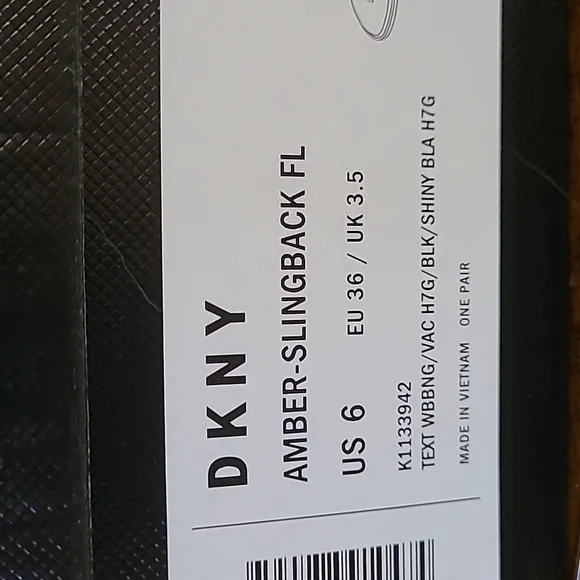 DKNY
AMBER-SLINGBACK FL
US 6 EU 36 / UK 3.5
K1133942
TEXT WBBNG/VAC H7G/BLK/SHINY BLA H7G
MADE IN VIETNAM ONE PAIR